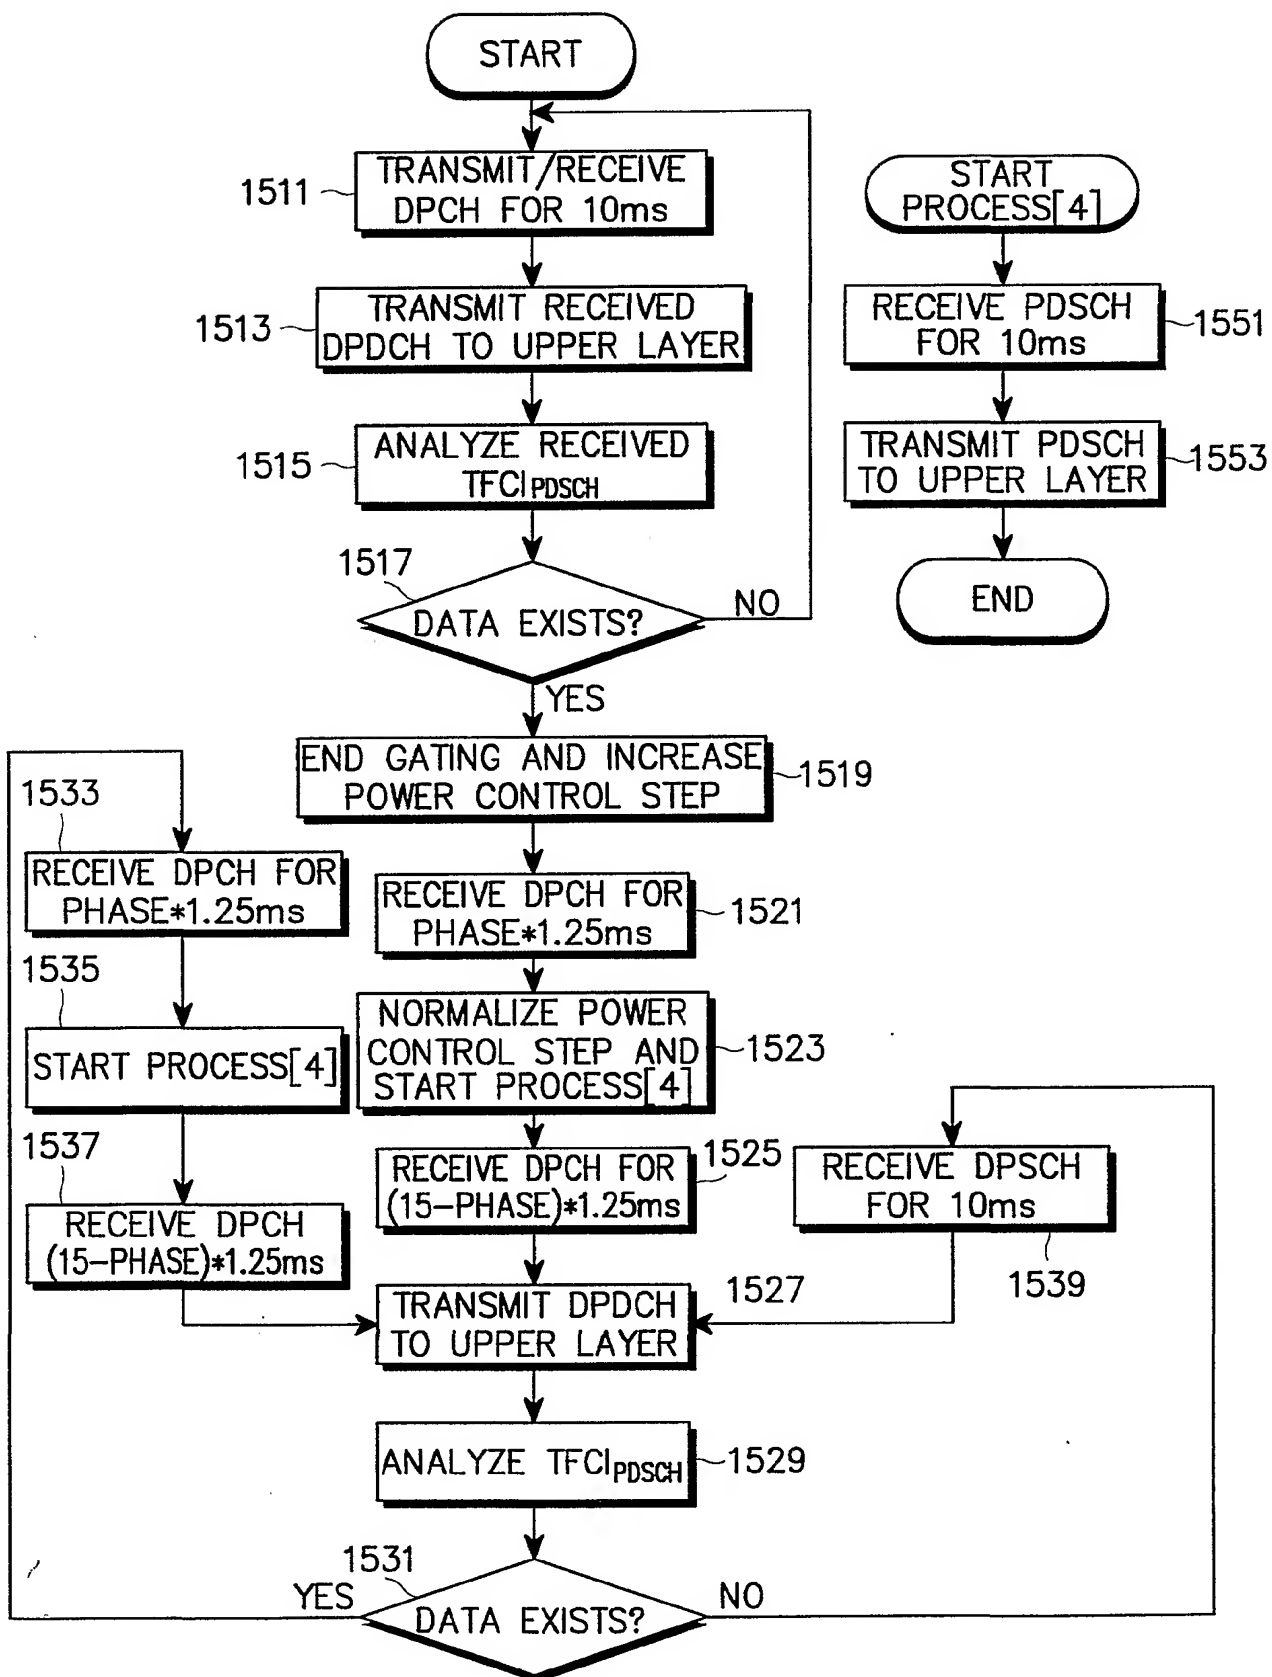 START
1511
TRANSMIT/RECEIVE
DPCH FOR 10ms
1513
TRANSMIT RECEIVED
DPDCH TO UPPER LAYER
1515
ANALYZE RECEIVED
TFCIPDSCH
1517
DATA EXISTS?
NO
YES
START
PROCESS[4]
RECEIVE PDSCH
FOR 10ms
1551
TRANSMIT PDSCH
TO UPPER LAYER
1553
END
END GATING AND INCREASE
POWER CONTROL STEP
1519
1533
RECEIVE DPCH FOR
PHASE*1.25ms
RECEIVE DPCH FOR
PHASE*1.25ms
1521
1535
START PROCESS[4]
NORMALIZE POWER
CONTROL STEP AND
START PROCESS[4]
1523
1537
RECEIVE DPCH
(15-PHASE)*1.25ms
RECEIVE DPCH FOR
(15-PHASE)*1.25ms
1525
RECEIVE DPSCH
FOR 10ms
1539
TRANSMIT DPDCH
TO UPPER LAYER
1527
ANALYZE TFCIPDSCH
1529
1531
DATA EXISTS?
YES
NO